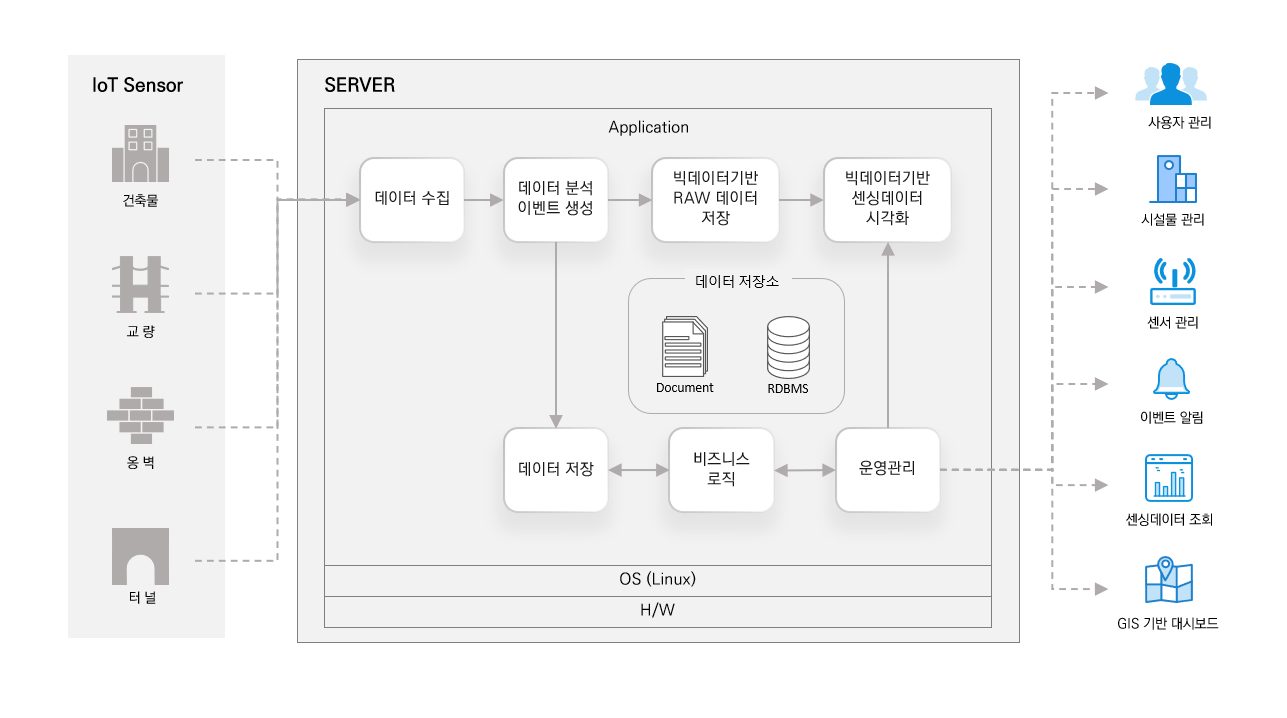 IoT Sensor
건축물
교 량
옹 벽
터 널
SERVER
Application
데이터 수집
데이터 분석
이벤트 생성
빅데이터기반
RAW 데이터
저장
빅데이터기반
센싱데이터
시각화
데이터 저장소
Document
RDBMS
데이터 저장
비즈니스
로직
운영관리
OS (Linux)
H/W
사용자 관리
시설물 관리
센서 관리
이벤트 알림
센싱데이터 조회
GIS 기반 대시보드